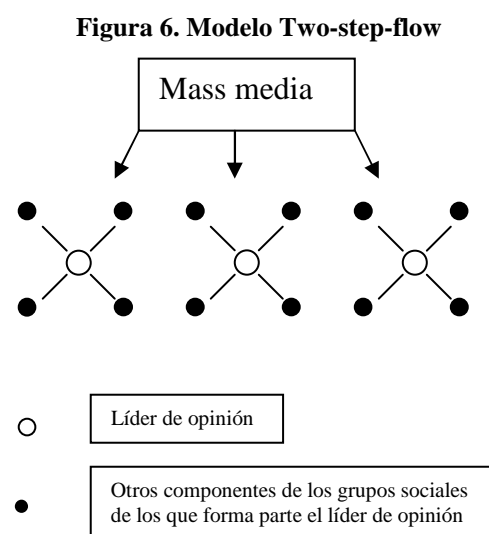 Figura 6. Modelo Two-step-flow
Mass media
Líder de opinión
Otros componentes de los grupos sociales
de los que forma parte el líder de opinión